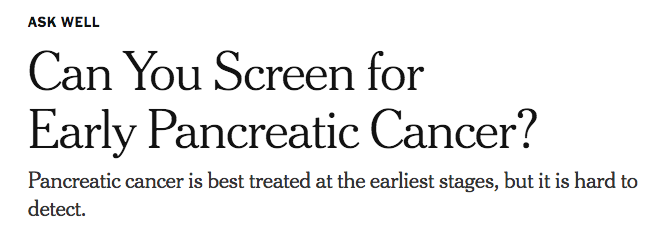 ASK WELL
Can You Screen for
Early Pancreatic Cancer?
Pancreatic cancer is best treated at the earliest stages, but it is hard to
detect.